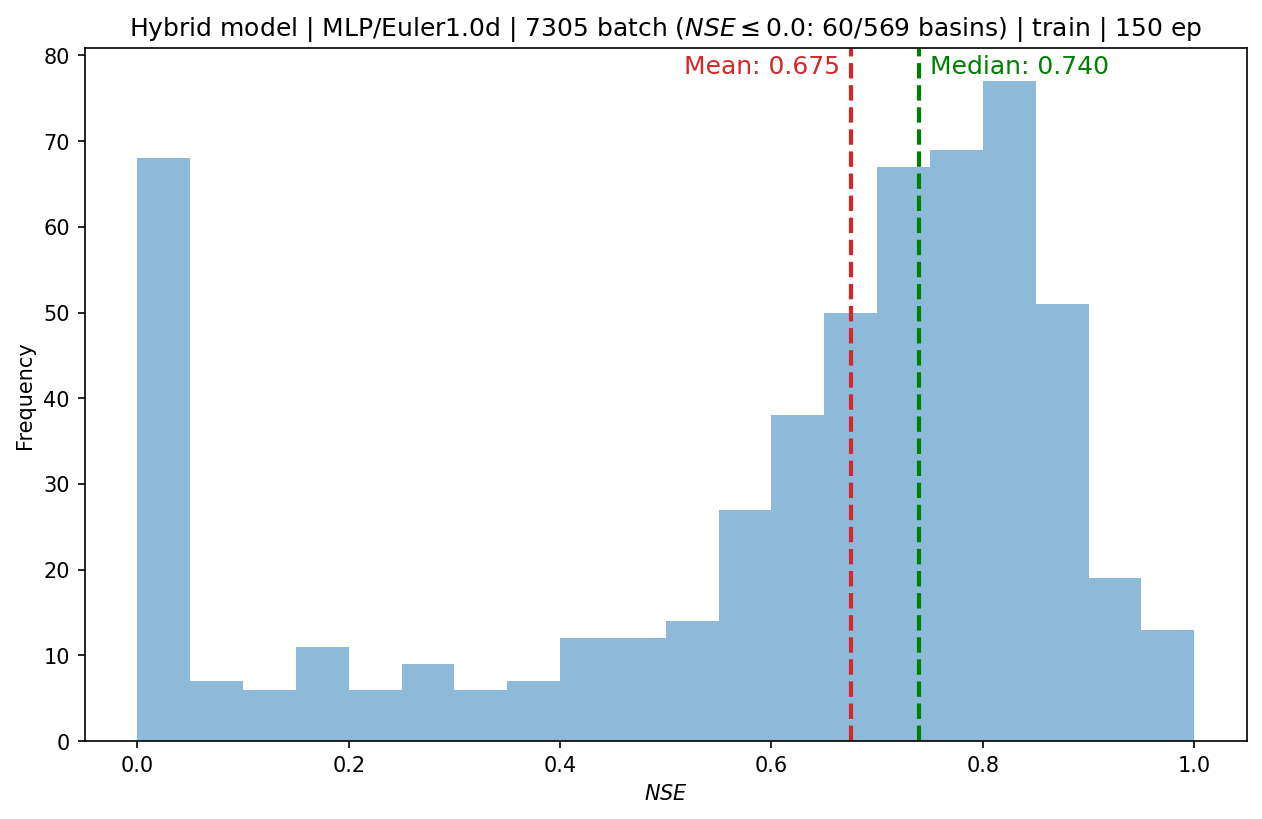 Hybrid model | MLP/Euler1.0d | 7305 batch (NSE ≤ 0.0: 60/569 basins) | train | 150 ep
Mean: 0.675
Median: 0.740
80
70
60
50
40
30
20
10
0
Frequency
0.0 0.2 0.4 0.6 0.8 1.0
NSE